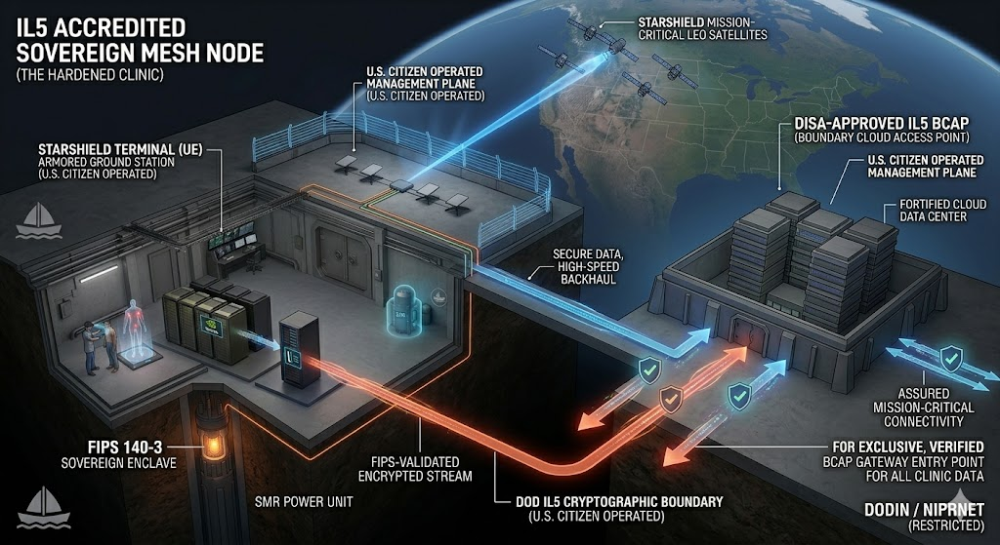 IL5 ACCREDITED
SOVEREIGN MESH NODE
(THE HARDENED CLINIC)
STARSHIELD MISSION-
CRITICAL LEO SATELLITES
U.S. CITIZEN OPERATED
MANAGEMENT PLANE
(U.S. CITIZEN OPERATED)
DISA-APPROVED IL5 BCAP
(BOUNDARY CLOUD ACCESS POINT)
STARSHIELD TERMINAL (UE)
ARMORED GROUND STATION
(U.S. CITIZEN OPERATED)
U.S. CITIZEN OPERATED
MANAGEMENT PLANE
FORTIFIED CLOUD
DATA CENTER
SECURE DATA,
HIGH-SPEED
BACKHAUL
ASSURED
MISSION-CRITICAL
CONNECTIVITY
FIPS 140-3
SOVEREIGN ENCLAVE
FIPS-VALIDATED
ENCRYPTED STREAM
FOR EXCLUSIVE, VERIFIED
BCAP GATEWAY ENTRY POINT
FOR ALL CLINIC DATA
SMR POWER UNIT
DOD IL5 CRYPTOGRAPHIC BOUNDARY
(U.S. CITIZEN OPERATED)
DODIN / NIPRNET
(RESTRICTED)